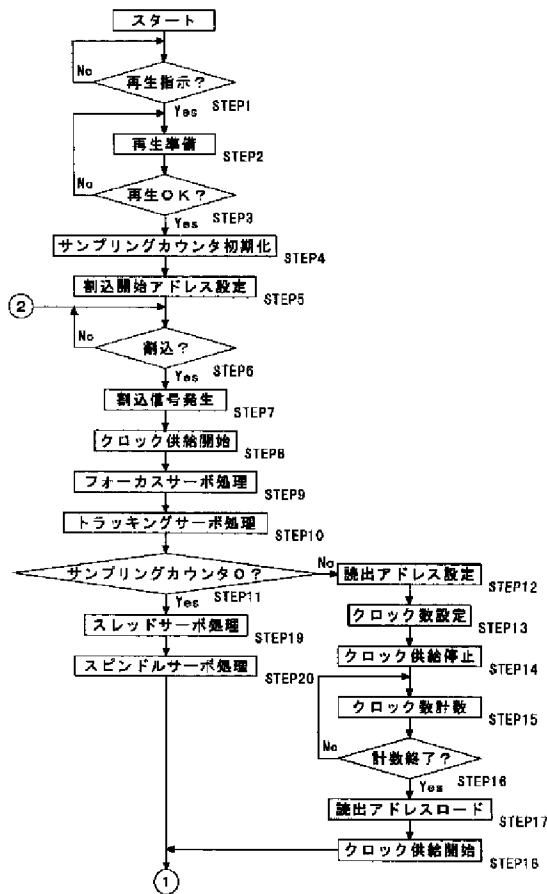 スタート
No
再生指示？
Yes
STEP1
再生準備
STEP2
No
再生ＯＫ？
STEP3
Yes
サンプリングカウンタ初期化
STEP4
割込開始アドレス設定
STEP5
2
No
割込？
STEP6
Yes
割込信号発生
STEP7
クロック供給開始
STEP8
フォーカスサーボ処理
STEP9
トラッキングサーボ処理
STEP10
サンプリングカウンタ０？
No
Yes
STEP11
スレッドサーボ処理
STEP19
スピンドルサーボ処理
STEP20
読出アドレス設定
STEP12
クロック数設定
STEP13
クロック供給停止
STEP14
クロック数計数
STEP15
No
計数終了？
STEP16
Yes
読出アドレスロード
STEP17
クロック供給開始
STEP18
1